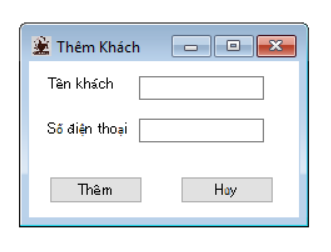 Thêm Khách
Tên khách
Số điện thoại
Thêm
Hủy